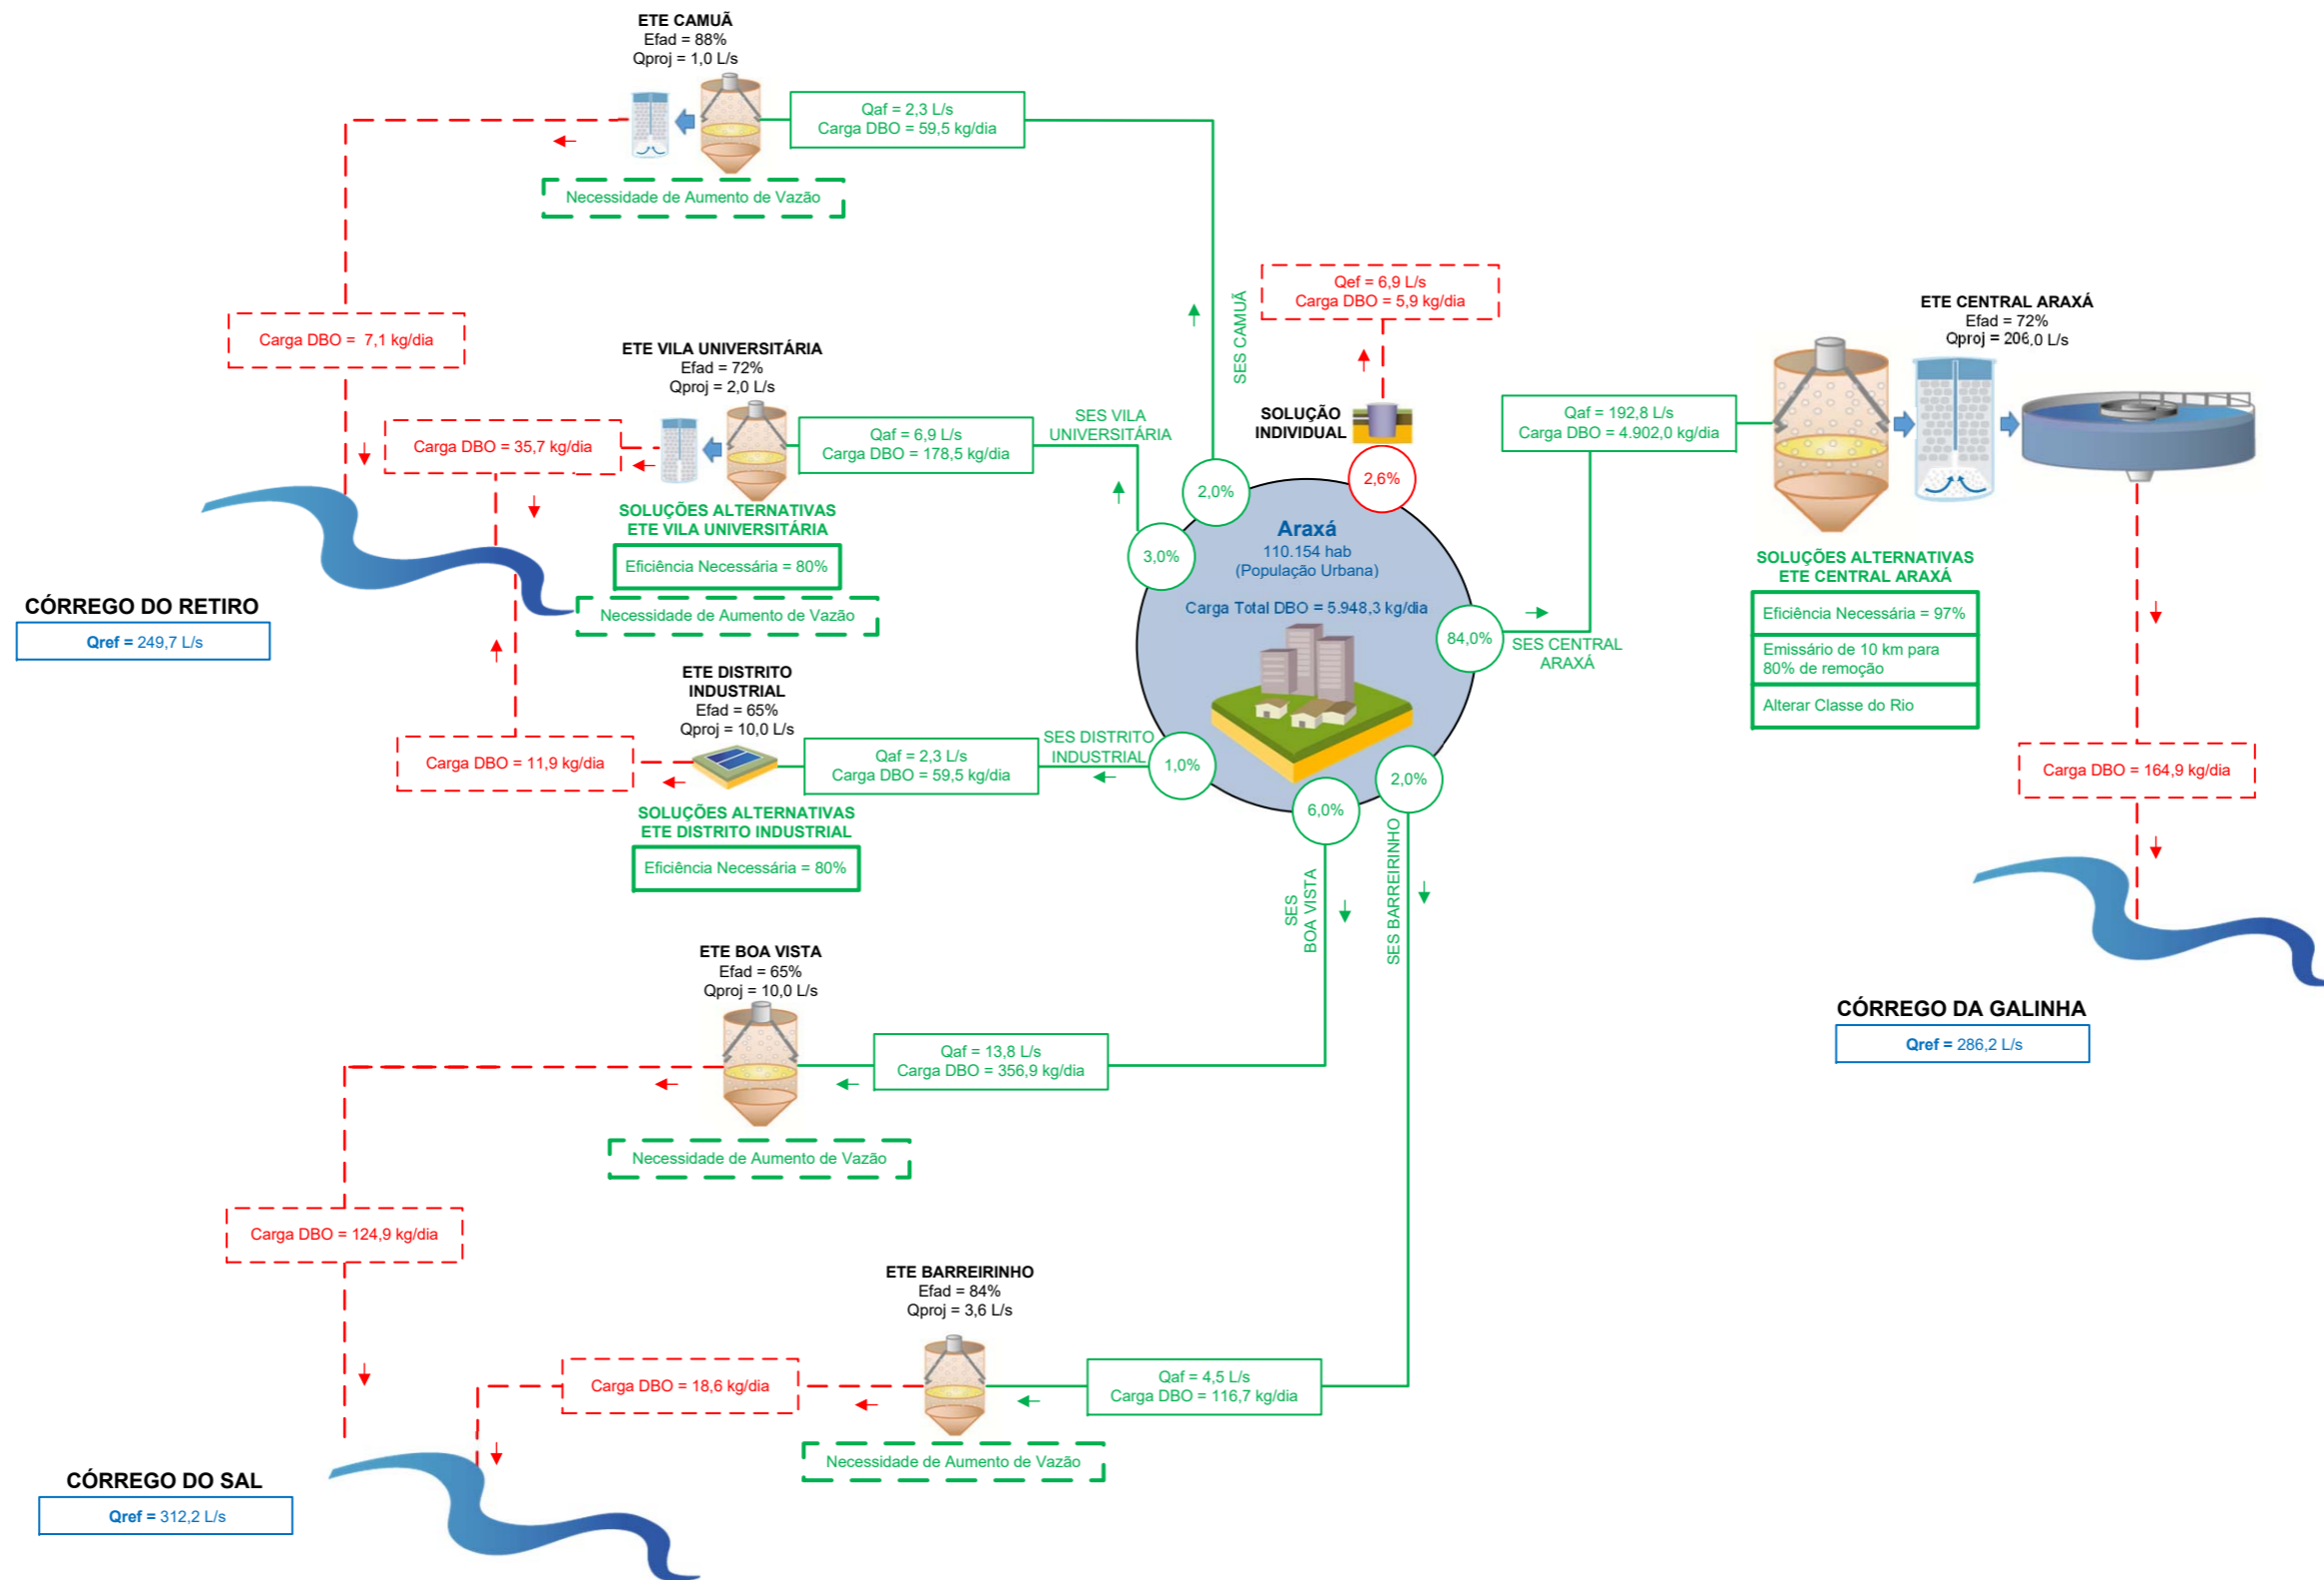 ETE CAMUÃ
Efad = 88%
Qproj = 1,0 L/s
Qaf = 2,3 L/s
Carga DBO = 59,5 kg/dia
Necessidade de Aumento de Vazão
Carga DBO = 7,1 kg/dia
SES CAMUÃ
Qef = 6,9 L/s
Carga DBO = 5,9 kg/dia
SOLUÇÃO
INDIVIDUAL
2,6%
2,0%
ETE VILA UNIVERSITÁRIA
Efad = 72%
Qproj = 2,0 L/s
Carga DBO = 35,7 kg/dia
Qaf = 6,9 L/s
Carga DBO = 178,5 kg/dia
SES VILA
UNIVERSITÁRIA
3,0%
SOLUÇÕES ALTERNATIVAS
ETE VILA UNIVERSITÁRIA
Eficiência Necessária = 80%
Necessidade de Aumento de Vazão
CÓRREGO DO RETIRO
Qref = 249,7 L/s
Araxá
110.154 hab
(População Urbana)
Carga Total DBO = 5.948,3 kg/dia
84,0%
SES CENTRAL
ARAXÁ
Qaf = 192,8 L/s
Carga DBO = 4.902,0 kg/dia
ETE CENTRAL ARAXÁ
Efad = 72%
Qproj = 206,0 L/s
SOLUÇÕES ALTERNATIVAS
ETE CENTRAL ARAXÁ
Eficiência Necessária = 97%
Emissário de 10 km para
80% de remoção
Alterar Classe do Rio
Carga DBO = 164,9 kg/dia
CÓRREGO DA GALINHA
Qref = 286,2 L/s
ETE DISTRITO
INDUSTRIAL
Efad = 65%
Qproj = 10,0 L/s
Carga DBO = 11,9 kg/dia
Qaf = 2,3 L/s
Carga DBO = 59,5 kg/dia
SES DISTRITO
INDUSTRIAL
1,0%
SOLUÇÕES ALTERNATIVAS
ETE DISTRITO INDUSTRIAL
Eficiência Necessária = 80%
6,0%
2,0%
SES
BOA VISTA
SES BARREIRINHO
ETE BOA VISTA
Efad = 65%
Qproj = 10,0 L/s
Qaf = 13,8 L/s
Carga DBO = 356,9 kg/dia
Necessidade de Aumento de Vazão
Carga DBO = 124,9 kg/dia
ETE BARREIRINHO
Efad = 84%
Qproj = 3,6 L/s
Carga DBO = 18,6 kg/dia
Qaf = 4,5 L/s
Carga DBO = 116,7 kg/dia
Necessidade de Aumento de Vazão
CÓRREGO DO SAL
Qref = 312,2 L/s